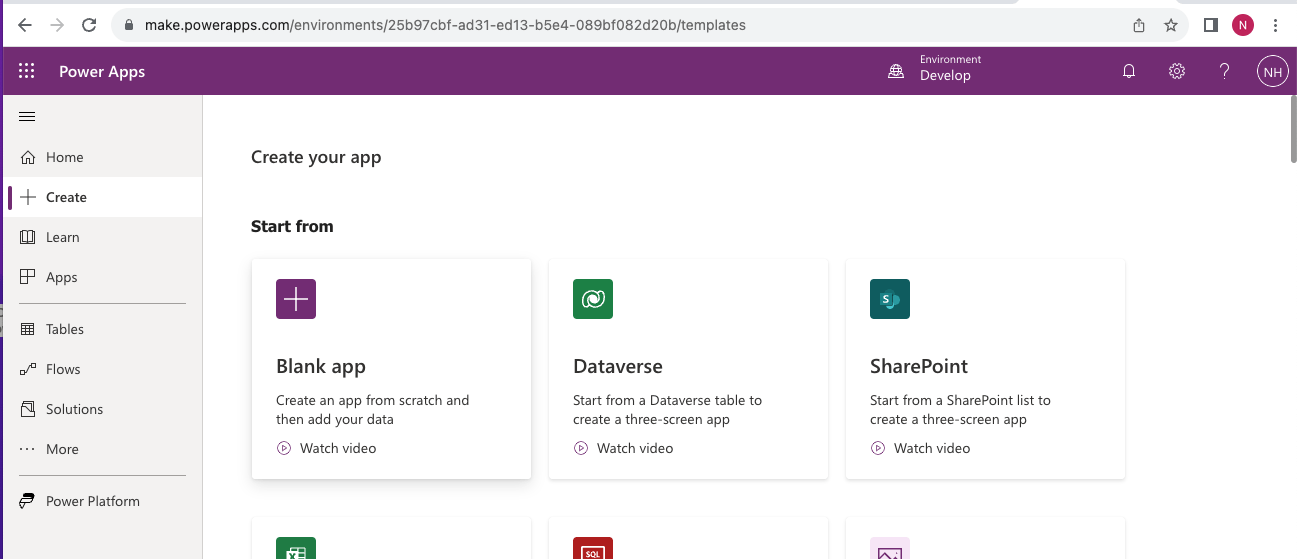 make.powerapps.com/environments/25b97cbf-ad31-ed13-b5e4-089bf082d20b/templates
N
Power Apps
Environment
Develop
?
NH
Home
Create
Learn
Apps
Tables
Flows
Solutions
More
Power Platform
Create your app
Start from
Blank app
Create an app from scratch and
then add your data
Watch video
Dataverse
Start from a Dataverse table to
create a three-screen app
Watch video
S
SharePoint
Start from a SharePoint list to
create a three-screen app
Watch video
X
SQL